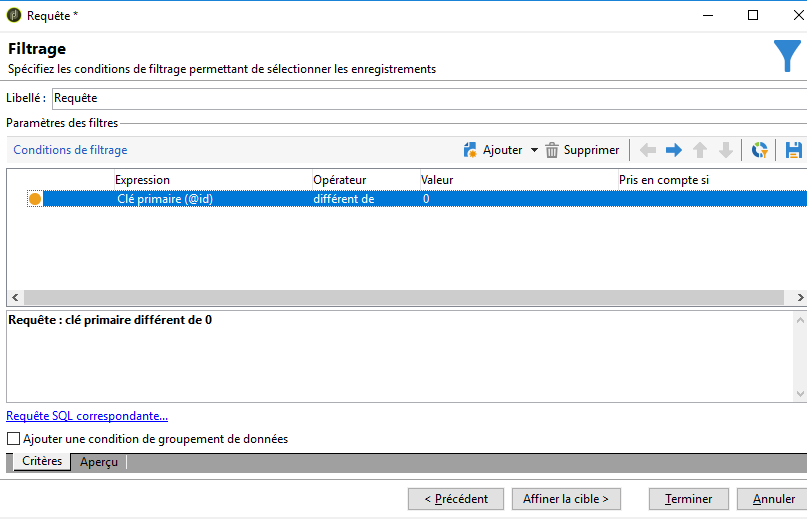 Requête *
Filtrage
Spécifiez les conditions de filtrage permettant de sélectionner les enregistrements
Libellé : Requête
Paramètres des filtres
Conditions de filtrage Ajouter Supprimer
Expression Opérateur Valeur Pris en compte si
Clé primaire (@id) différent de 0
Requête : clé primaire différent de 0
Requête SQL correspondante...
Ajouter une condition de groupement de données
Critères Aperçu
< Précédent Affiner la cible > Terminer Annuler